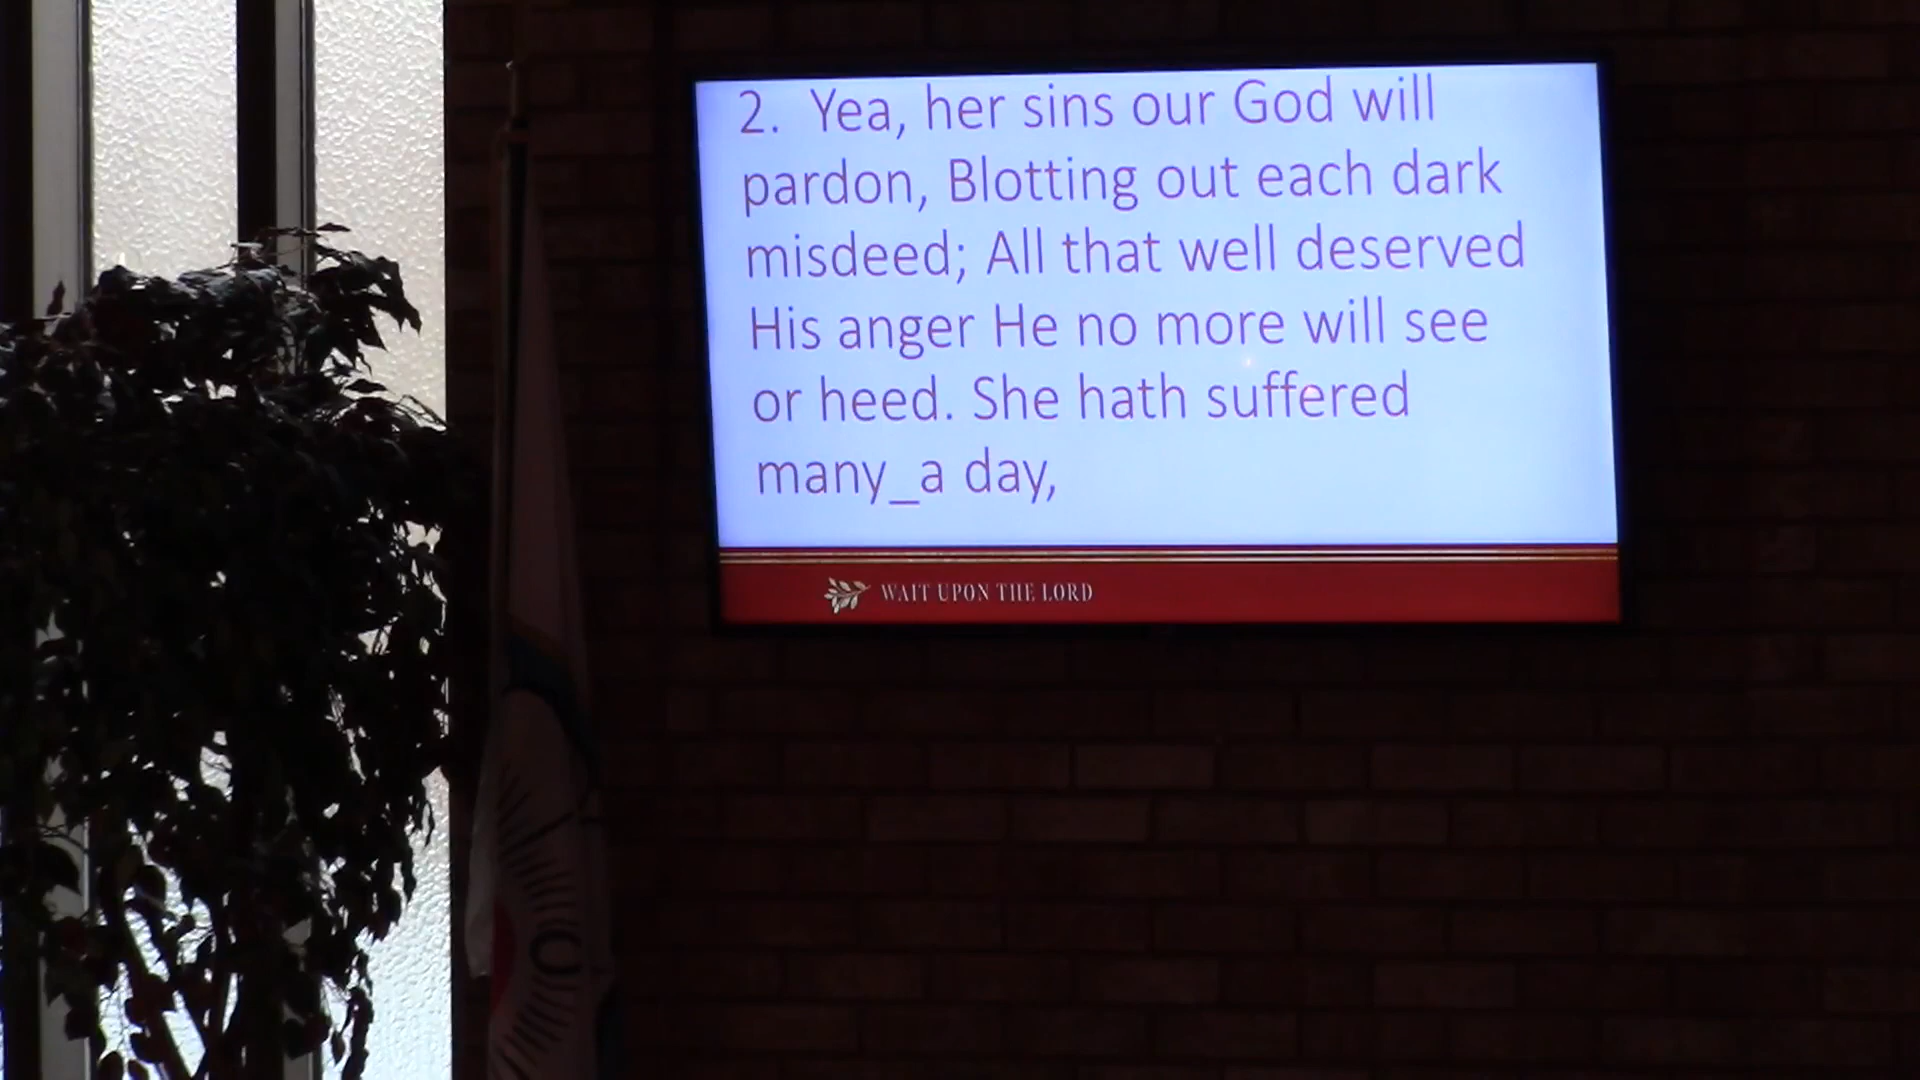 2. Yea, her sins our God will
pardon, Blotting out each dark
misdeed; All that well deserved
His anger He no more will see
or heed. She hath suffered
many_a day,
WAIT UPON THE LORD